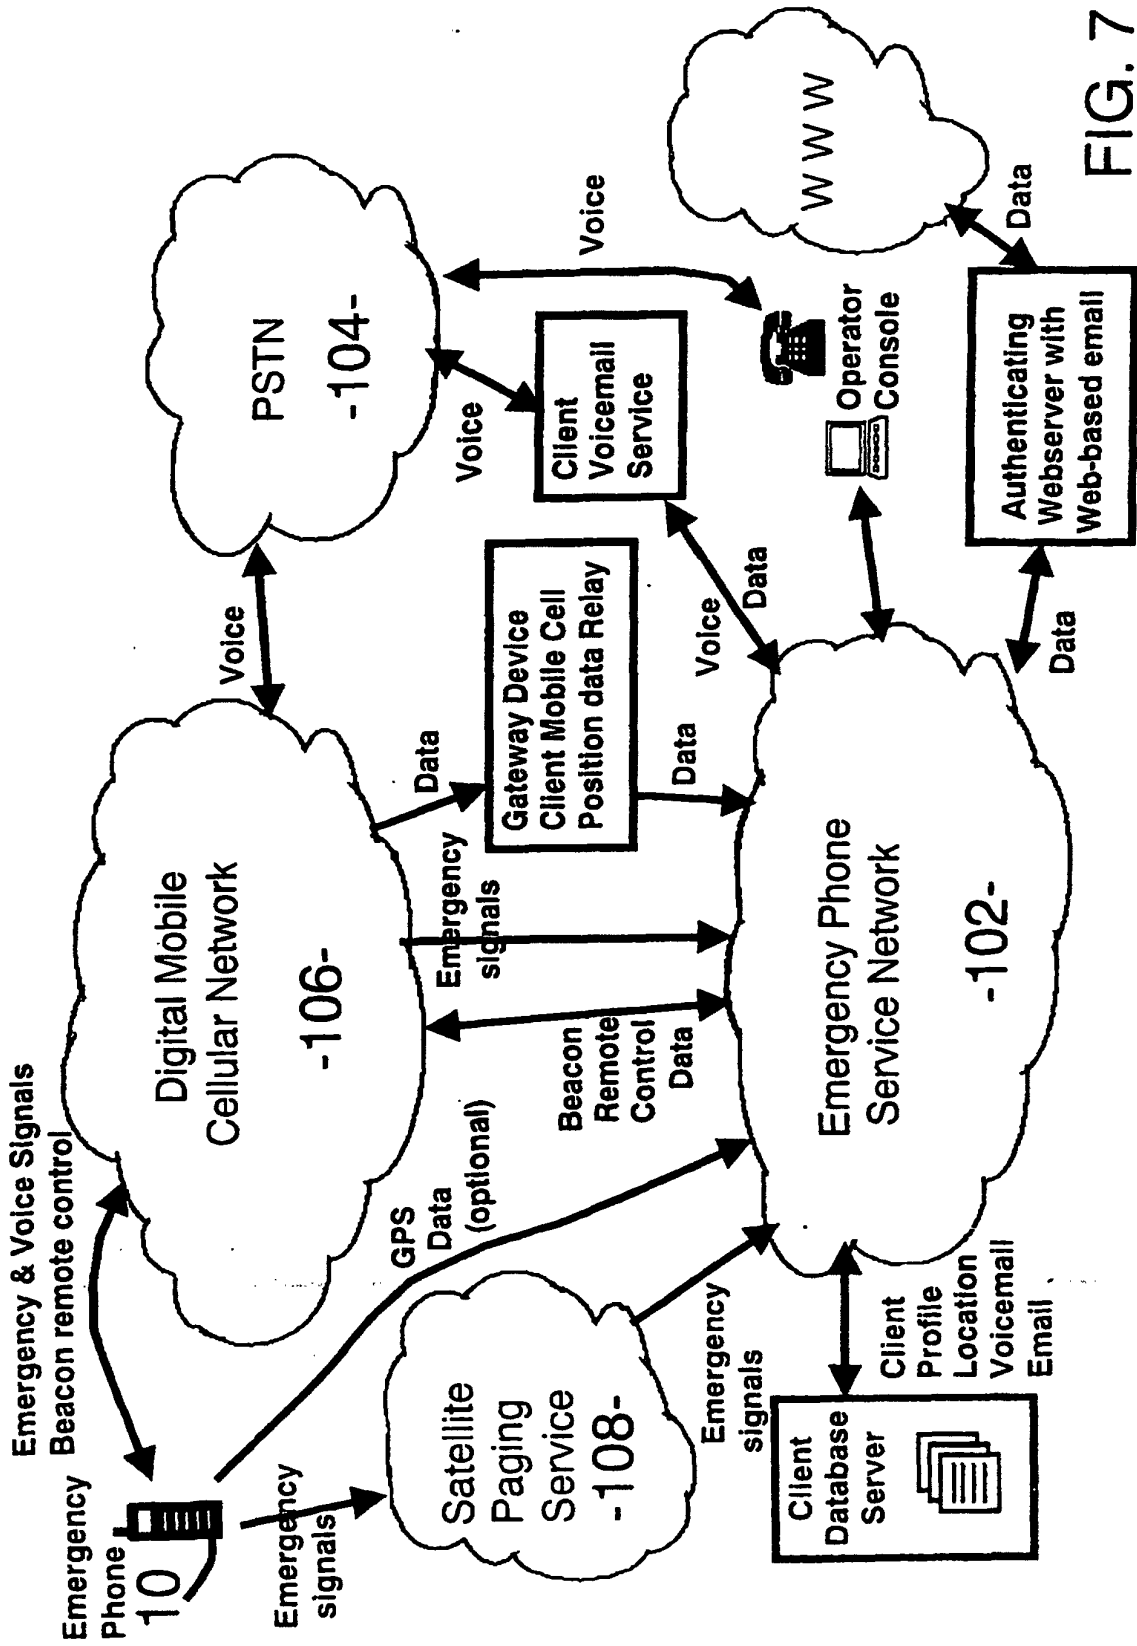 Emergency & Voice Signals
Beacon remote control
Emergency
Phone
10
Digital Mobile
Cellular Network
-106-
Voice
PSTN
-104-
Emergency
signals
GPS
Data
(optional)
Satellite
Paging
Service
-108-
Emergency
signals
Beacon
Remote
Control
Data
Emergency
signals
Data
Gateway Device
Client Mobile Cell
Position data Relay
Data
Voice
Client
Voicemail
Service
Voice
Data
Voice
Operator
Console
Emergency Phone
Service Network
-102-
Client
Database
Server
Client
Profile
Location
Voicemail
Email
Data
Authenticating
Webserver with
Web-based email
Data
W W W
FIG. 7